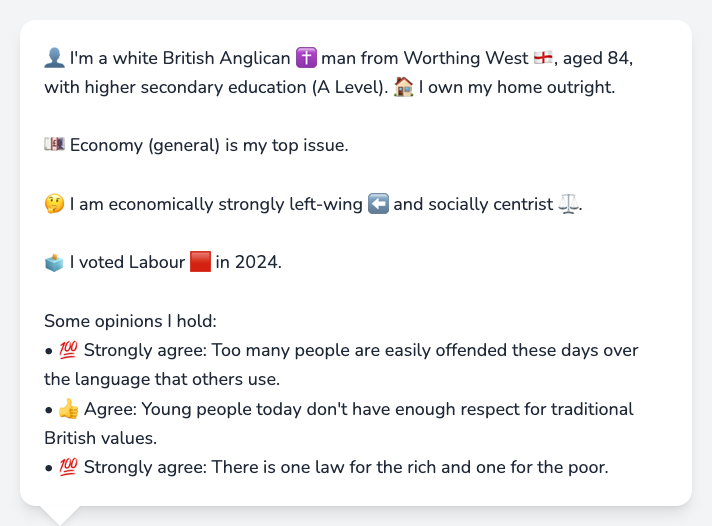 👤 I'm a white British Anglican ✝️ man from Worthing West 🏴󠁧󠁢󠁥󠁮󠁧󠁿, aged 84,
with higher secondary education (A Level). 🏠 I own my home outright.
💷 Economy (general) is my top issue.
🤔 I am economically strongly left-wing ⬅️ and socially centrist ⚖️.
🗳️ I voted Labour 🟥 in 2024.
Some opinions I hold:
• 💯 Strongly agree: Too many people are easily offended these days over
the language that others use.
• 👍 Agree: Young people today don't have enough respect for traditional
British values.
• 💯 Strongly agree: There is one law for the rich and one for the poor.